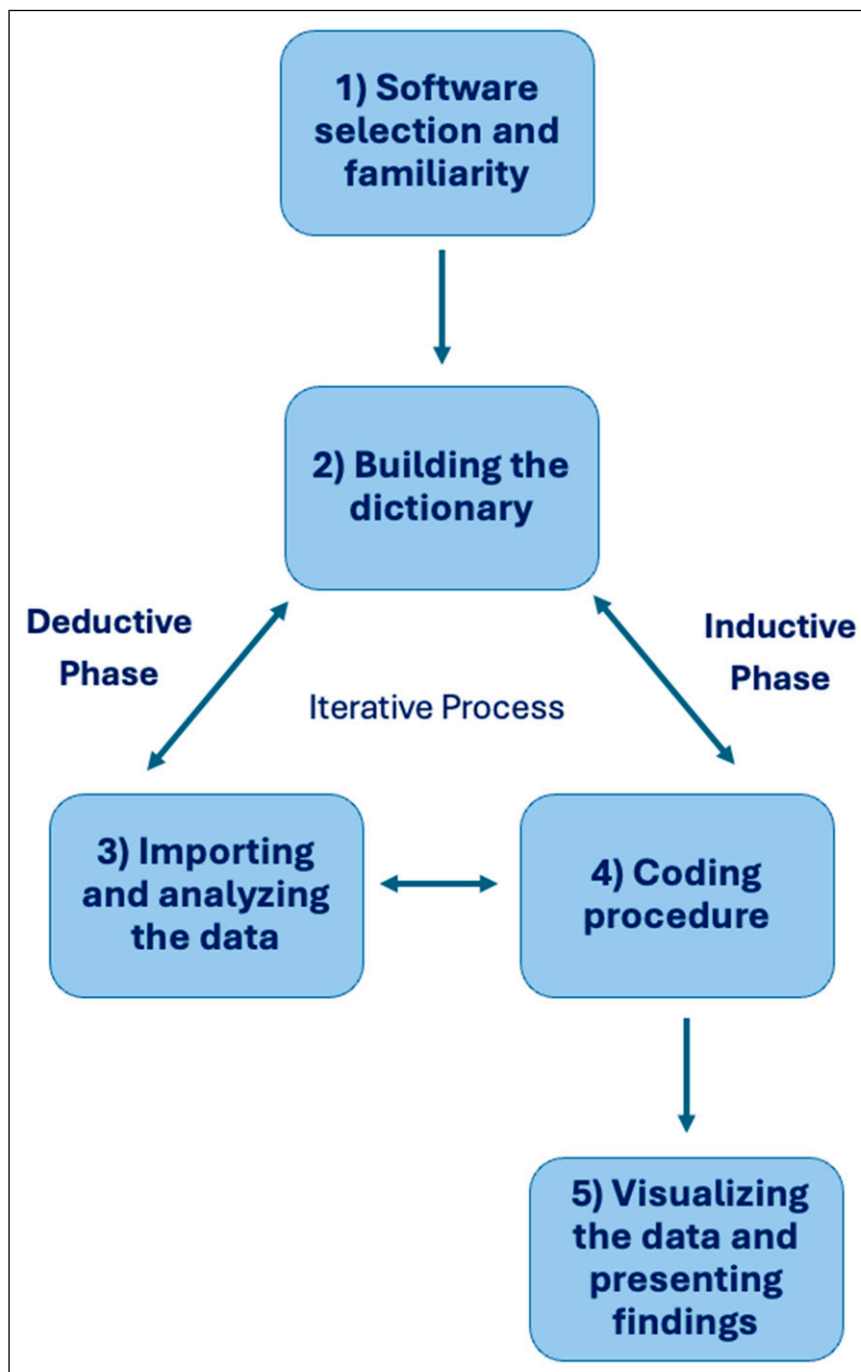 1) Software
selection and
familiarity
2) Building the
dictionary
Deductive
Phase
Inductive
Phase
Iterative Process
3) Importing
and analyzing
the data
4) Coding
procedure
5) Visualizing
the data and
presenting
findings